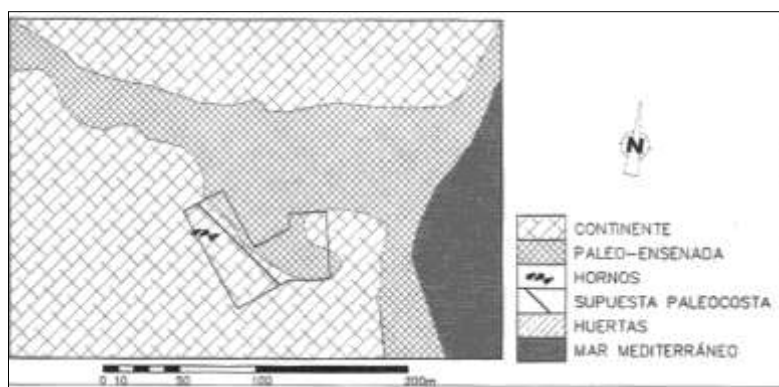 N
CONTINENTE
PALEO-ENSENADA
HORNOS
SUPUESTA PALEOCOSTA
HUERTAS
MAR MEDITERRÁNEO
0 10 50 100 200m